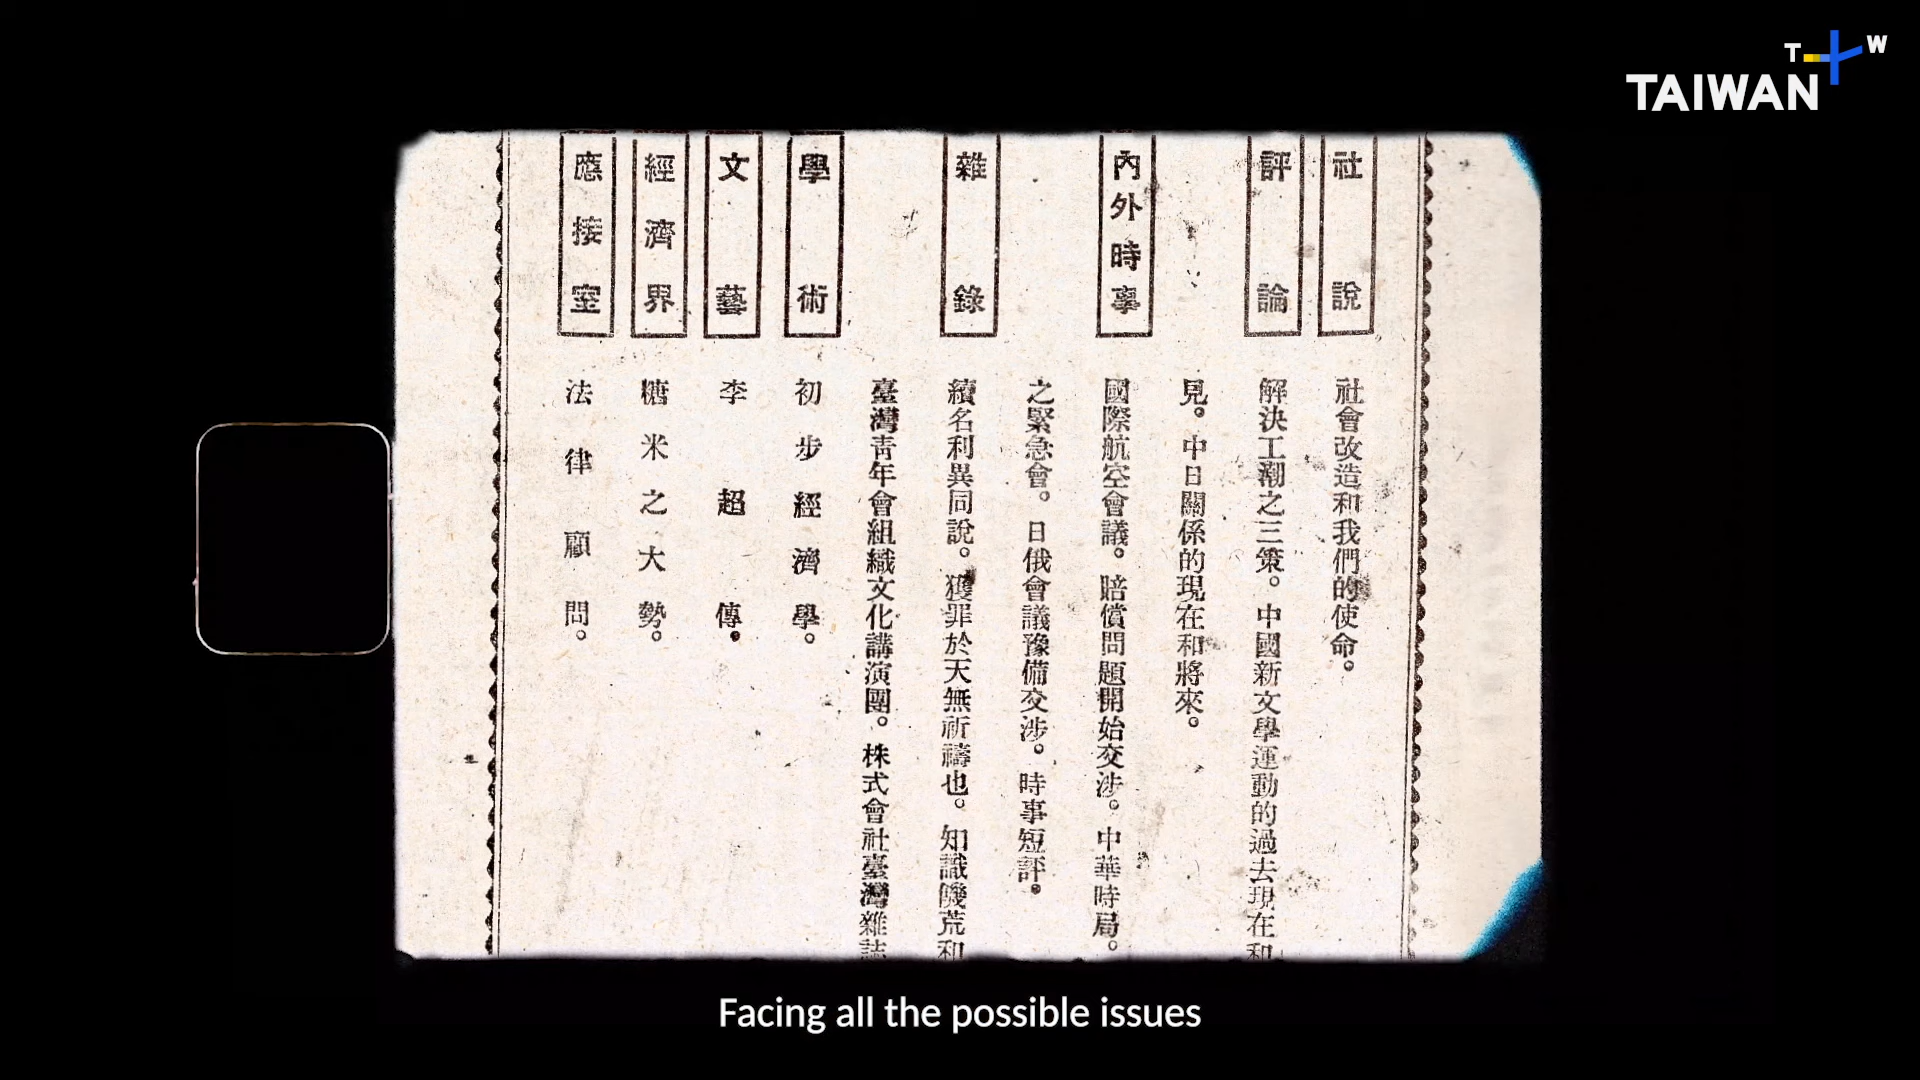 T W
TAIWAN
社說
社會改造和我們的使命。
評論
解決工潮之三策。中國新文學運動的過去現在和
見。中日關係的現在和將來。
內外時事
國際航空會議。賠償問題開始交涉。中華時局。
之緊急會。日俄會議豫備交涉。時事短評。
雜錄
續名利異同說。獲罪於天無祈禱也。知識饑荒和
臺灣靑年會組織文化講演團。株式會社臺灣雜誌
學術
初步經濟學。
文藝
李超傳。
經濟界
糖米之大勢。
應接室
法律顧問。
Facing all the possible issues